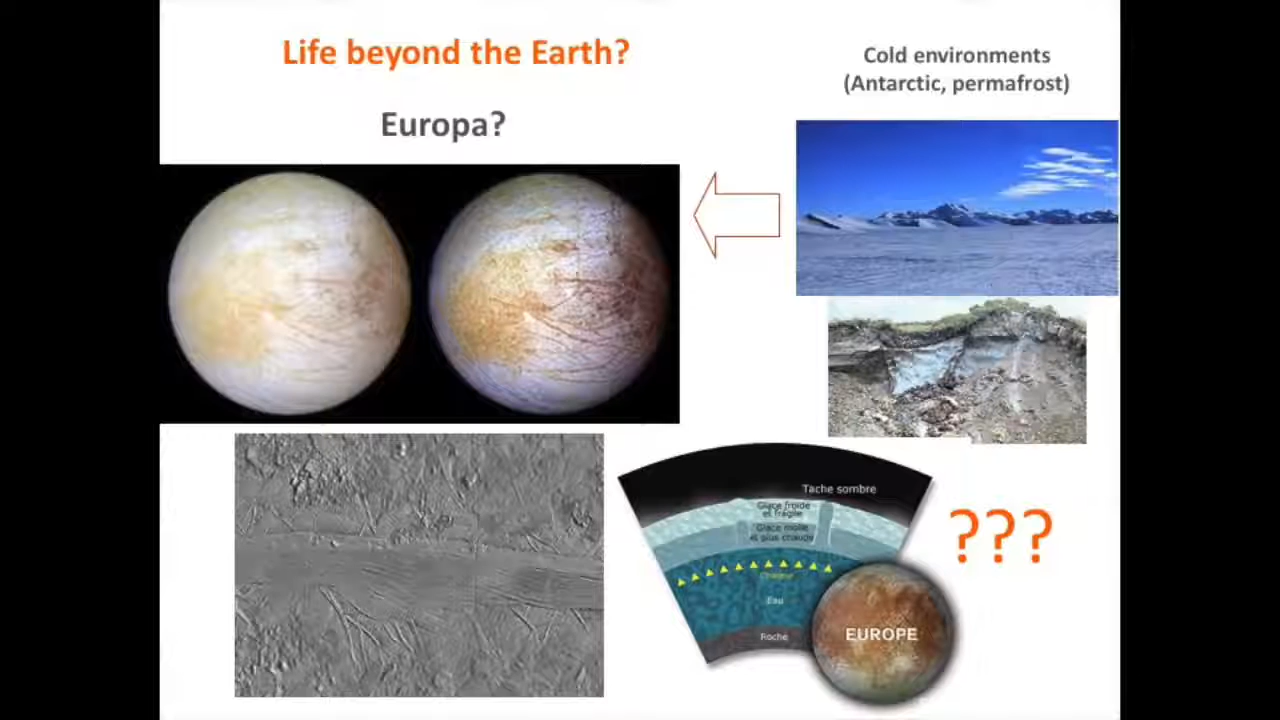 Life beyond the Earth?
Europa?
Cold environments
(Antarctic, permafrost)
Tache sombre
Glace froide
et fragile
Glace molle
et plus chaude
Chaleur
Eau
Roche
EUROPE
???